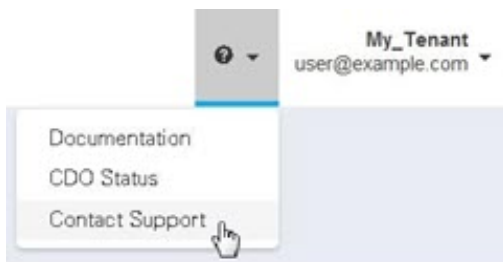 My_Tenant
user@example.com
Documentation
CDO Status
Contact Support